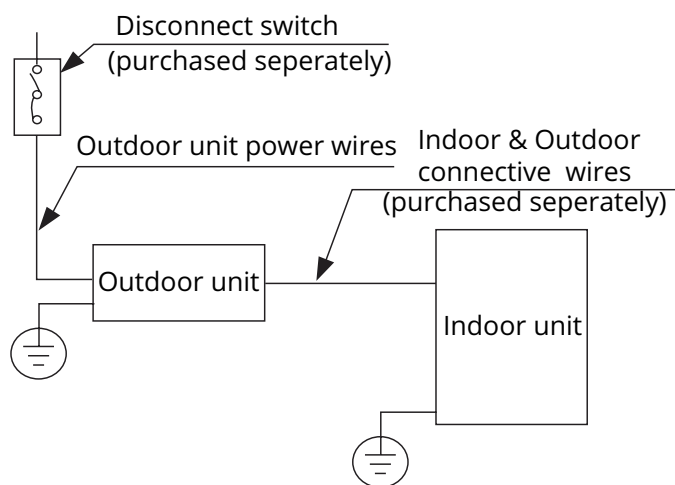 Disconnect switch
(purchased seperately)
Outdoor unit power wires
Indoor & Outdoor
connective wires
(purchased seperately)
Outdoor unit
Indoor unit